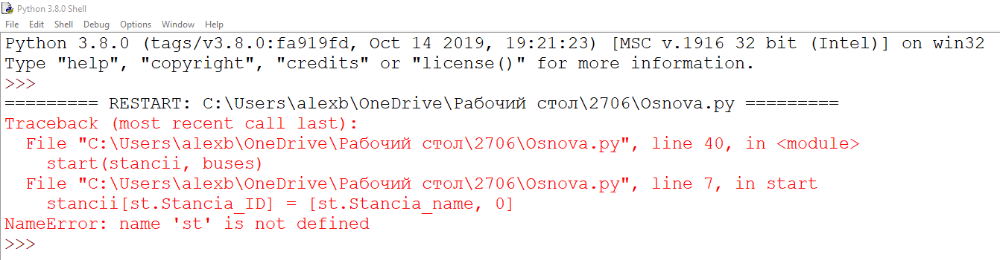 Python 3.8.0 Shell
File Edit Shell Debug Options Window Help
Python 3.8.0 (tags/v3.8.0:fa919fd, Oct 14 2019, 19:21:23) [MSC v.1916 32 bit (Intel)] on win32
Type "help", "copyright", "credits" or "license()" for more information.
>>>
========= RESTART: C:\Users\alexb\OneDrive\Рабочий стол\2706\Osnova.py =========
Traceback (most recent call last):
  File "C:\Users\alexb\OneDrive\Рабочий стол\2706\Osnova.py", line 40, in <module>
    start(stancii, buses)
  File "C:\Users\alexb\OneDrive\Рабочий стол\2706\Osnova.py", line 7, in start
    stancii[st.Stancia_ID] = [st.Stancia_name, 0]
NameError: name 'st' is not defined
>>>